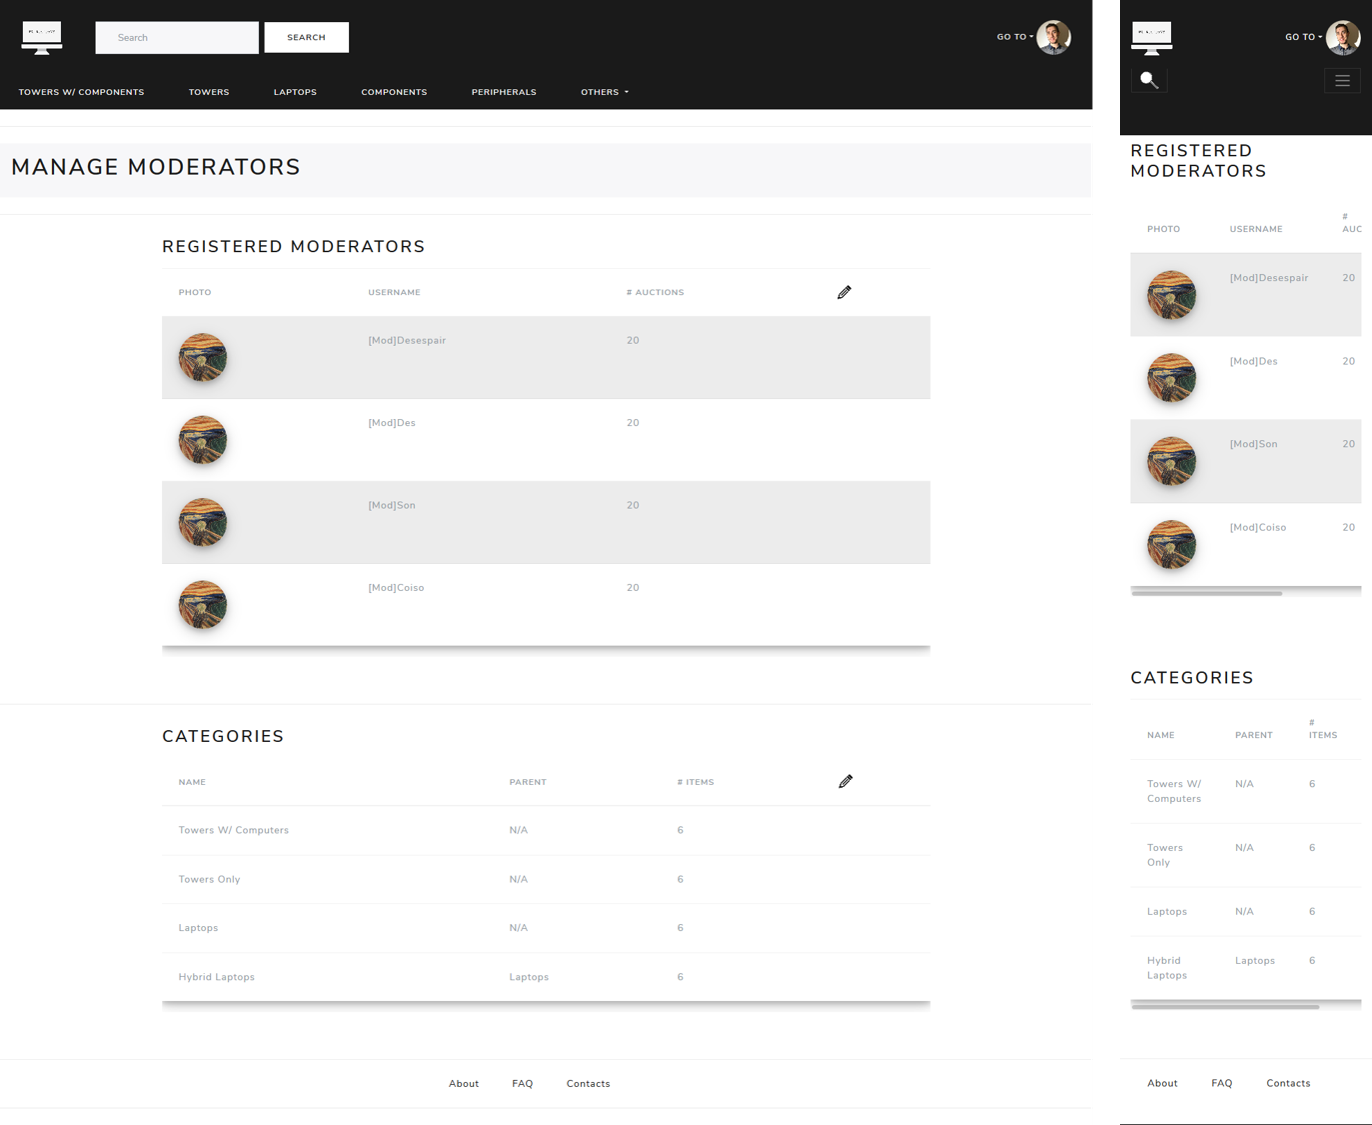 Search
SEARCH
GO TO
TOWERS W/ COMPONENTS TOWERS LAPTOPS COMPONENTS PERIPHERALS OTHERS
MANAGE MODERATORS
REGISTERED MODERATORS
PHOTO USERNAME # AUCTIONS
[Mod]Desespair 20
[Mod]Des 20
[Mod]Son 20
[Mod]Coiso 20
CATEGORIES
NAME PARENT # ITEMS
Towers W/ Computers N/A 6
Towers Only N/A 6
Laptops N/A 6
Hybrid Laptops Laptops 6
About FAQ Contacts
GO TO
REGISTERED
MODERATORS
#
PHOTO USERNAME AUC
[Mod]Desespair 20
[Mod]Des 20
[Mod]Son 20
[Mod]Coiso 20
CATEGORIES
#
NAME PARENT ITEMS
Towers W/ N/A 6
Computers
Towers N/A 6
Only
Laptops N/A 6
Hybrid Laptops 6
Laptops
About FAQ Contacts